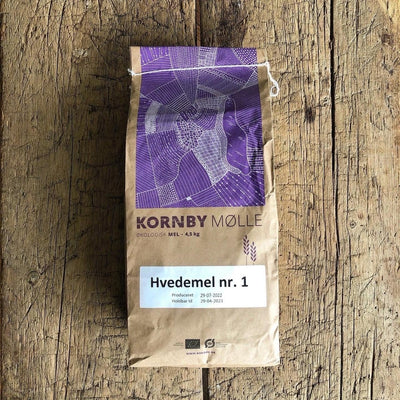 KORNBY MØLLE
ØKOLOGISK MEL - 4,5 kg
Hvedemel nr. 1
Produceret 29-07-2022
Holdbar til 29-04-2023